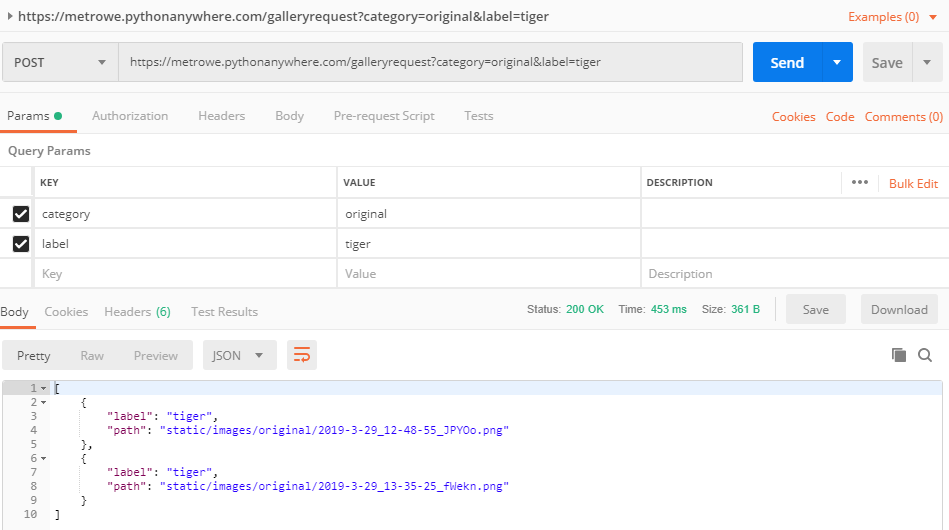 https://metrowe.pythonanywhere.com/galleryrequest?category=original&label=tiger Examples (0)
POST https://metrowe.pythonanywhere.com/galleryrequest?category=original&label=tiger Send Save
Params Authorization Headers Body Pre-request Script Tests Cookies Code Comments (0)
Query Params
KEY VALUE DESCRIPTION ••• Bulk Edit
category original
label tiger
Key Value Description
Body Cookies Headers (6) Test Results Status: 200 OK Time: 453 ms Size: 361 B Save Download
Pretty Raw Preview JSON
1 [
2 {
3 "label": "tiger",
4 "path": "static/images/original/2019-3-29_12-48-55_JPYOo.png"
5 },
6 {
7 "label": "tiger",
8 "path": "static/images/original/2019-3-29_13-35-25_fWekn.png"
9 }
10 ]